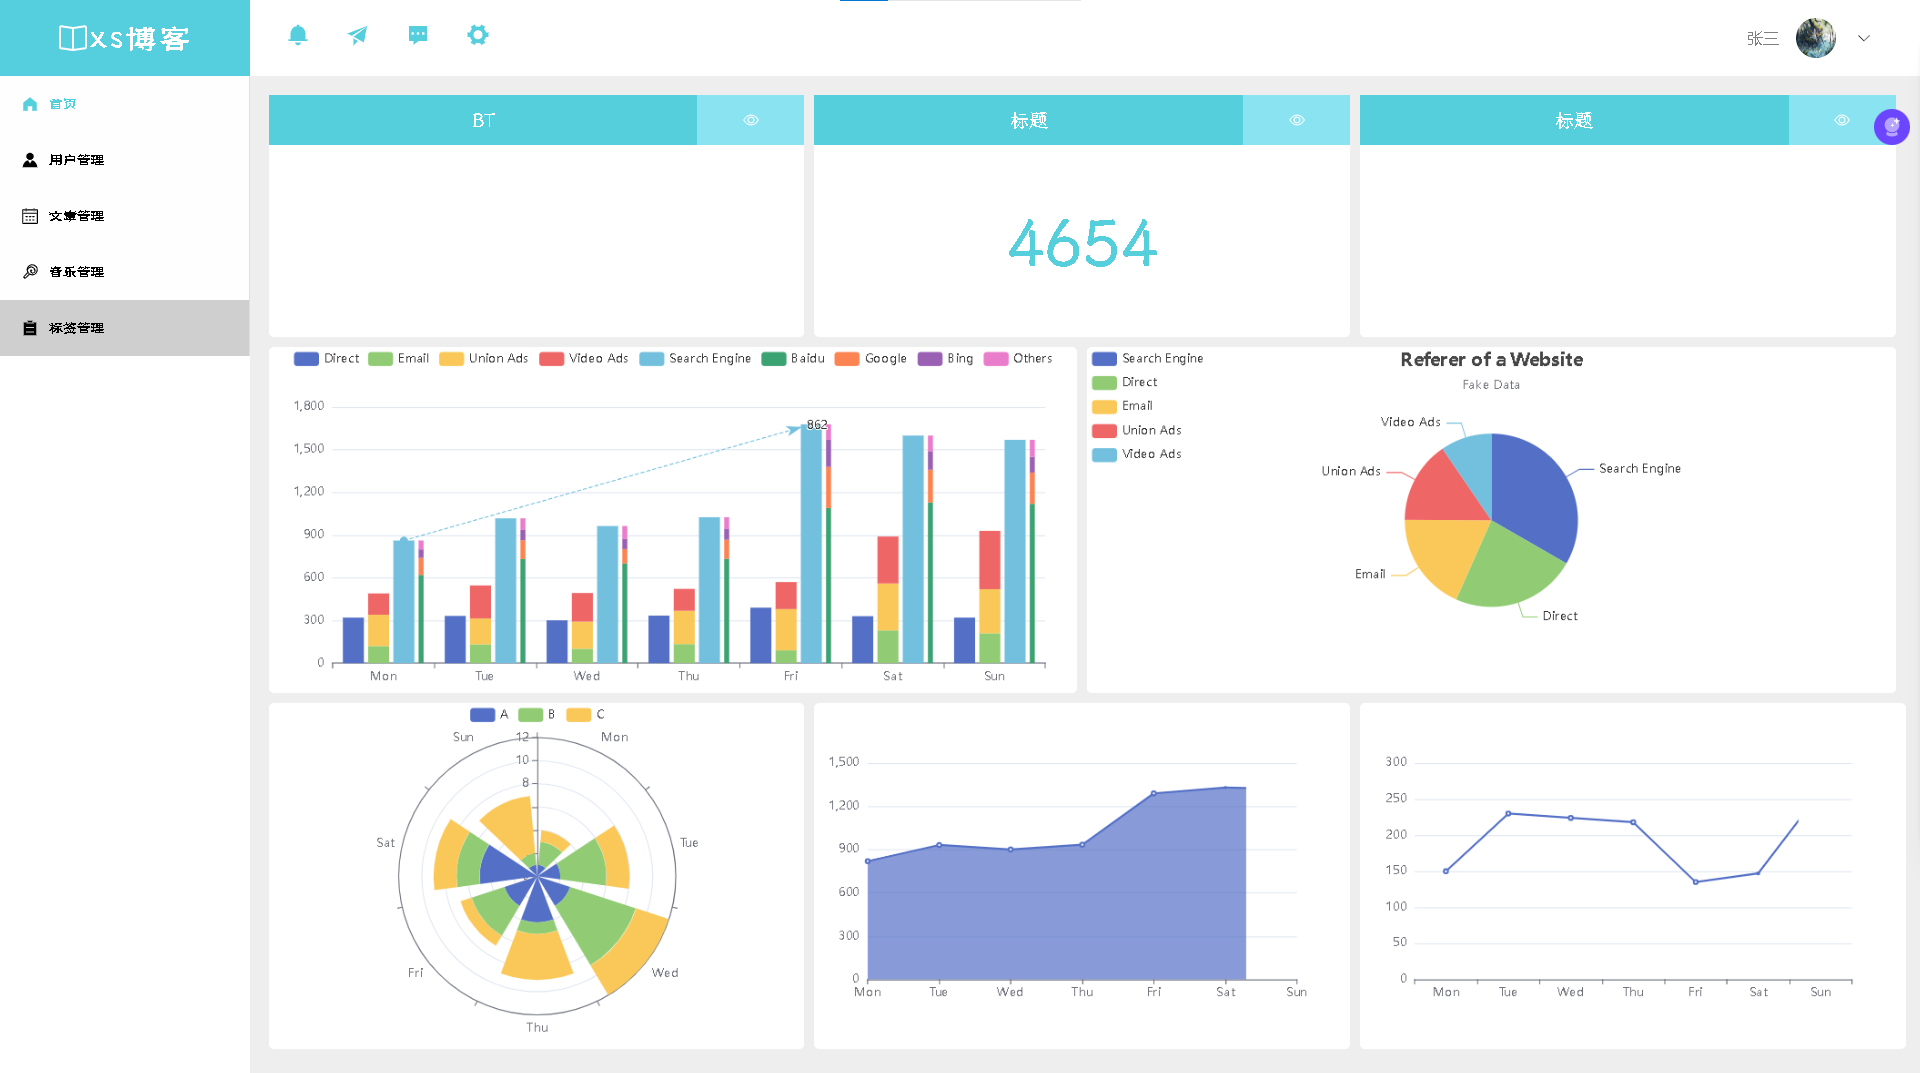 xs博客
张三
首页
用户管理
文章管理
音乐管理
标签管理
BT
标题
标题
4654
Direct Email Union Ads Video Ads Search Engine Baidu Google Bing Others
1,800
1,500
1,200
900
600
300
0
862
Mon Tue Wed Thu Fri Sat Sun
Search Engine
Direct
Email
Union Ads
Video Ads
Referer of a Website
Fake Data
Video Ads
Search Engine
Union Ads
Email
Direct
A B C
12
10
8
Sun Mon
Sat Tue
Fri Wed
Thu
1,500
1,200
900
600
300
0
Mon Tue Wed Thu Fri Sat Sun
300
250
200
150
100
50
0
Mon Tue Wed Thu Fri Sat Sun